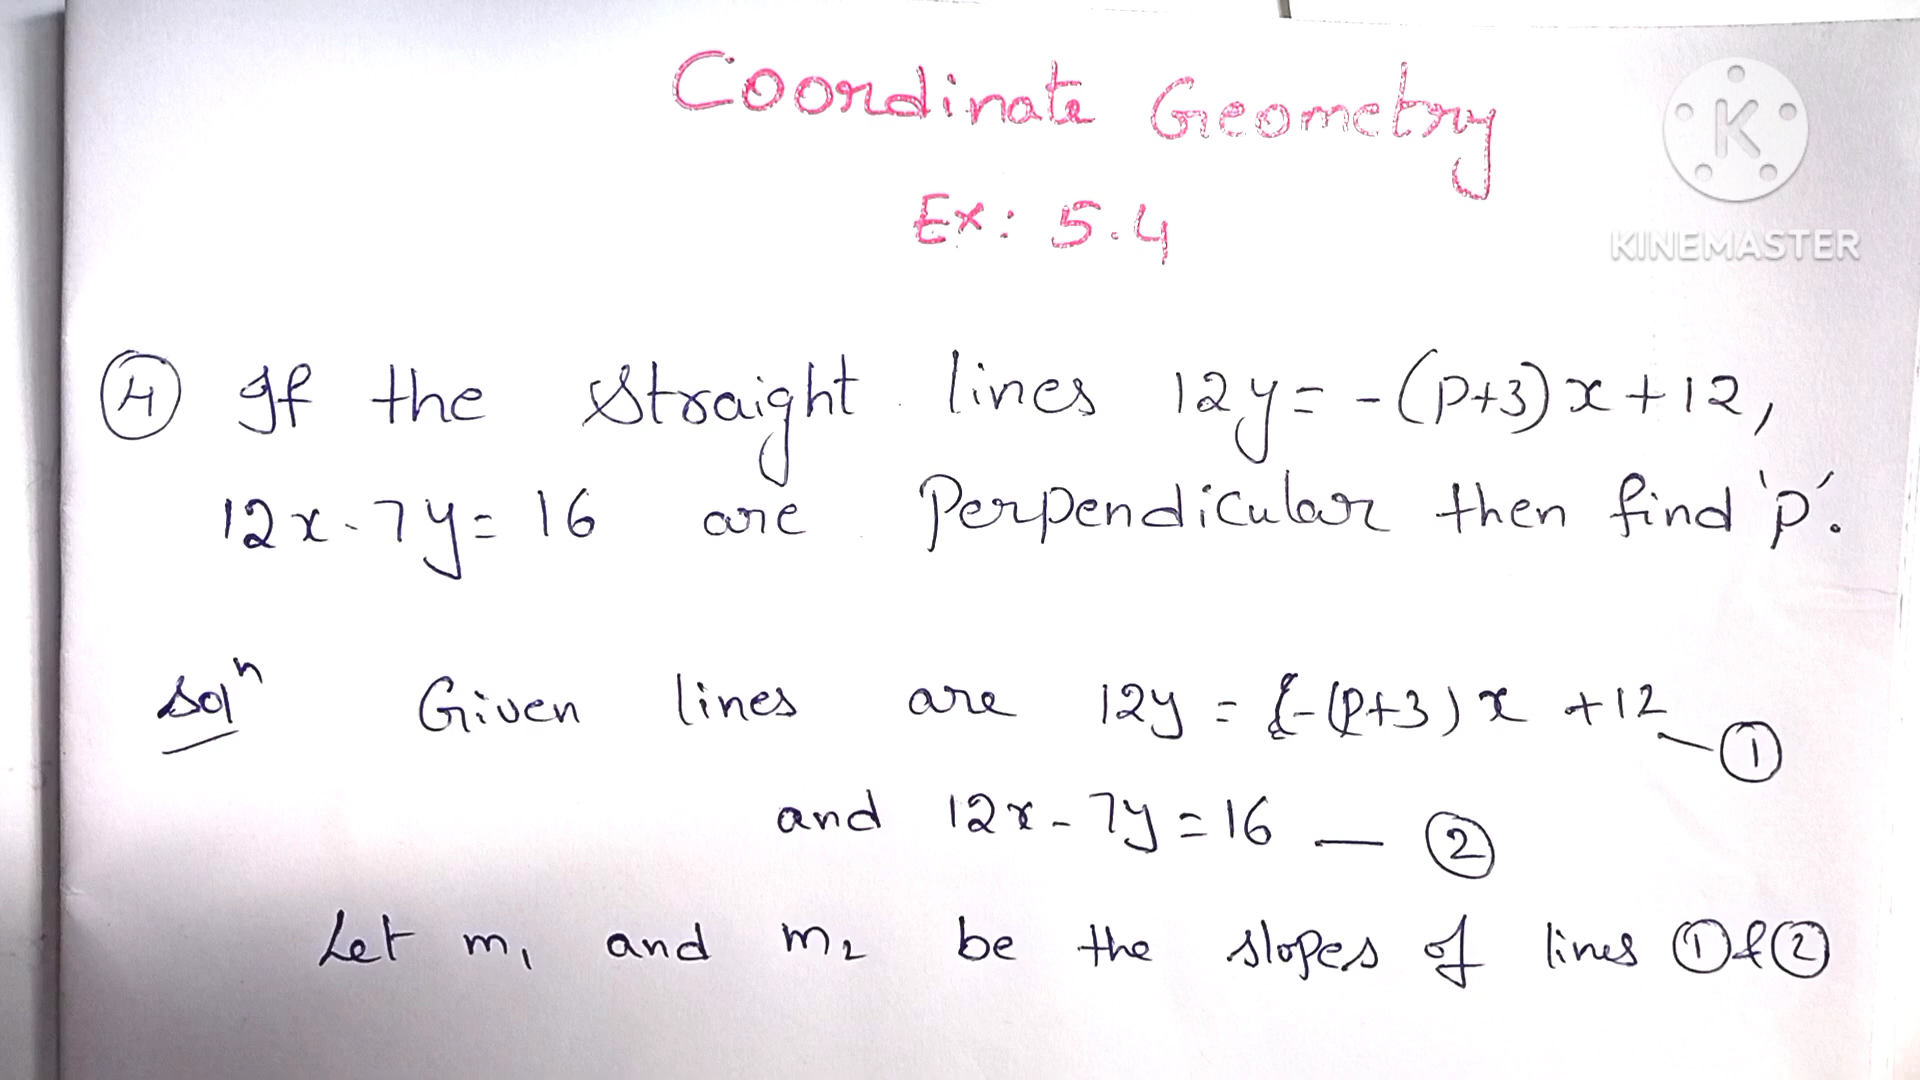 Coordinate Geometry
Ex: 5.4
KINEMASTER
④ If the straight lines 12y = -(p+3)x + 12,
12x - 7y = 16 are Perpendicular then find 'p'.
Solⁿ Given lines are 12y = {-(p+3)x + 12 — ①
and 12x - 7y = 16 — ②
Let m₁ and m₂ be the slopes of lines ① & ②